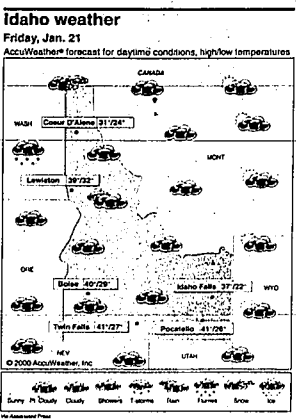 Idaho weather
Friday, Jan. 21
AccuWeather® forecast for daytime conditions, high/low temperatures
CANADA
WASH
Coeur D'Alene 31°/24°
MONT
Lewiston 39°/32°
ORE
Boise 40°/29°
Idaho Falls 37°/22°
WYO
Twin Falls 41°/27°
Pocatello 41°/26°
NEV
UTAH
© 2000 AccuWeather, Inc
Sunny Pt. Cloudy Cloudy Showers T-storms Rain Flurries Snow Ice
Via Associated Press